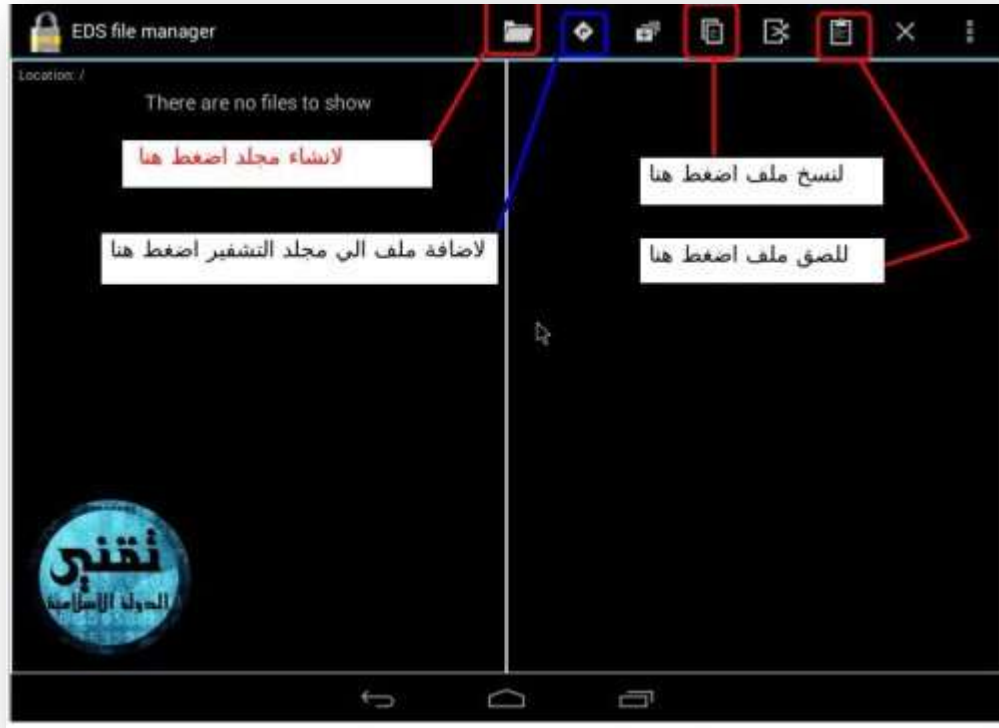 EDS file manager
Location: /
There are no files to show
لانشاء مجلد اضغط هنا
لنسخ ملف اضغط هنا
لاضافة ملف الي مجلد التشفير اضغط هنا
للصق ملف اضغط هنا
تقني
الدولة الاسلامية